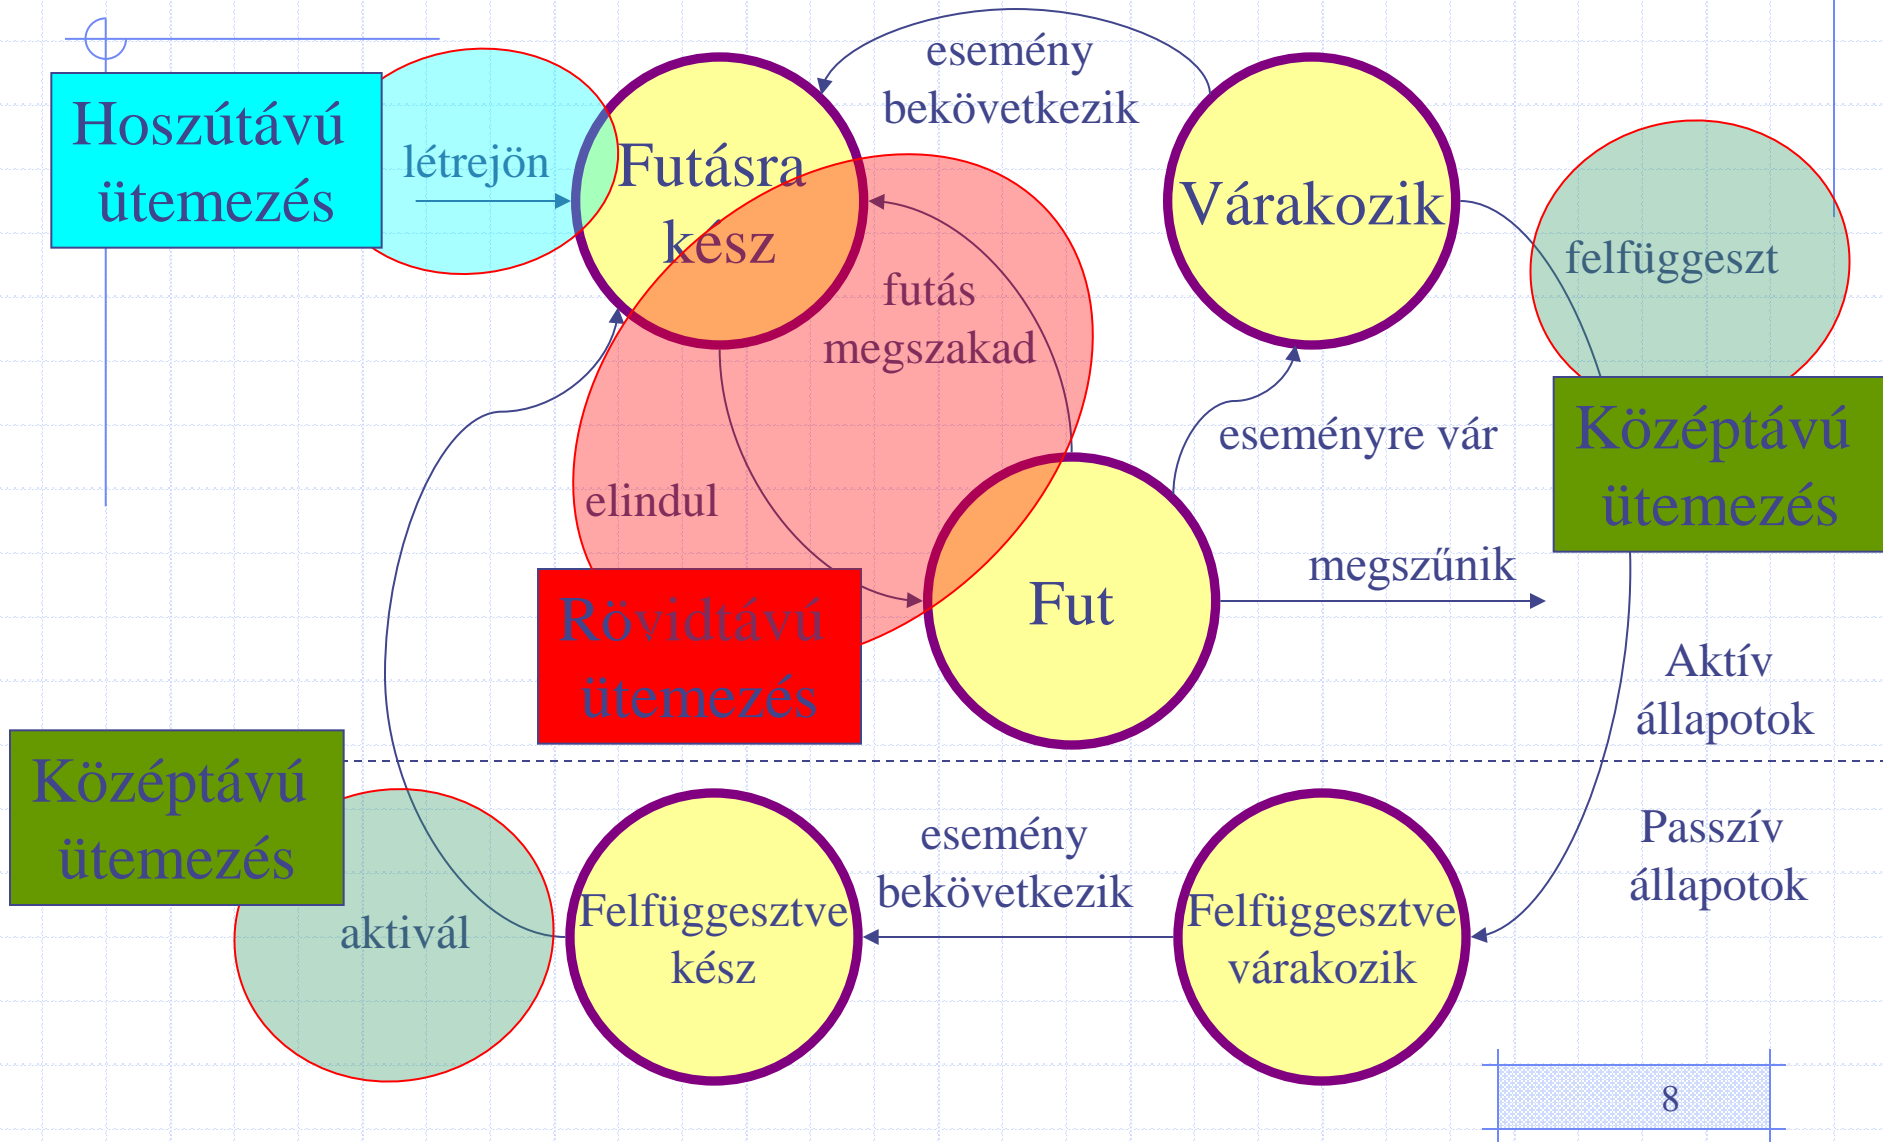 Hoszútávú
ütemezés
létrejön
Futásra
kész
esemény
bekövetkezik
Várakozik
felfüggeszt
futás
megszakad
eseményre vár
Középtávú
ütemezés
elindul
Rövidtávú
ütemezés
Fut
megszűnik
Aktív
állapotok
Középtávú
ütemezés
aktivál
Felfüggesztve
kész
esemény
bekövetkezik
Felfüggesztve
várakozik
Passzív
állapotok
8